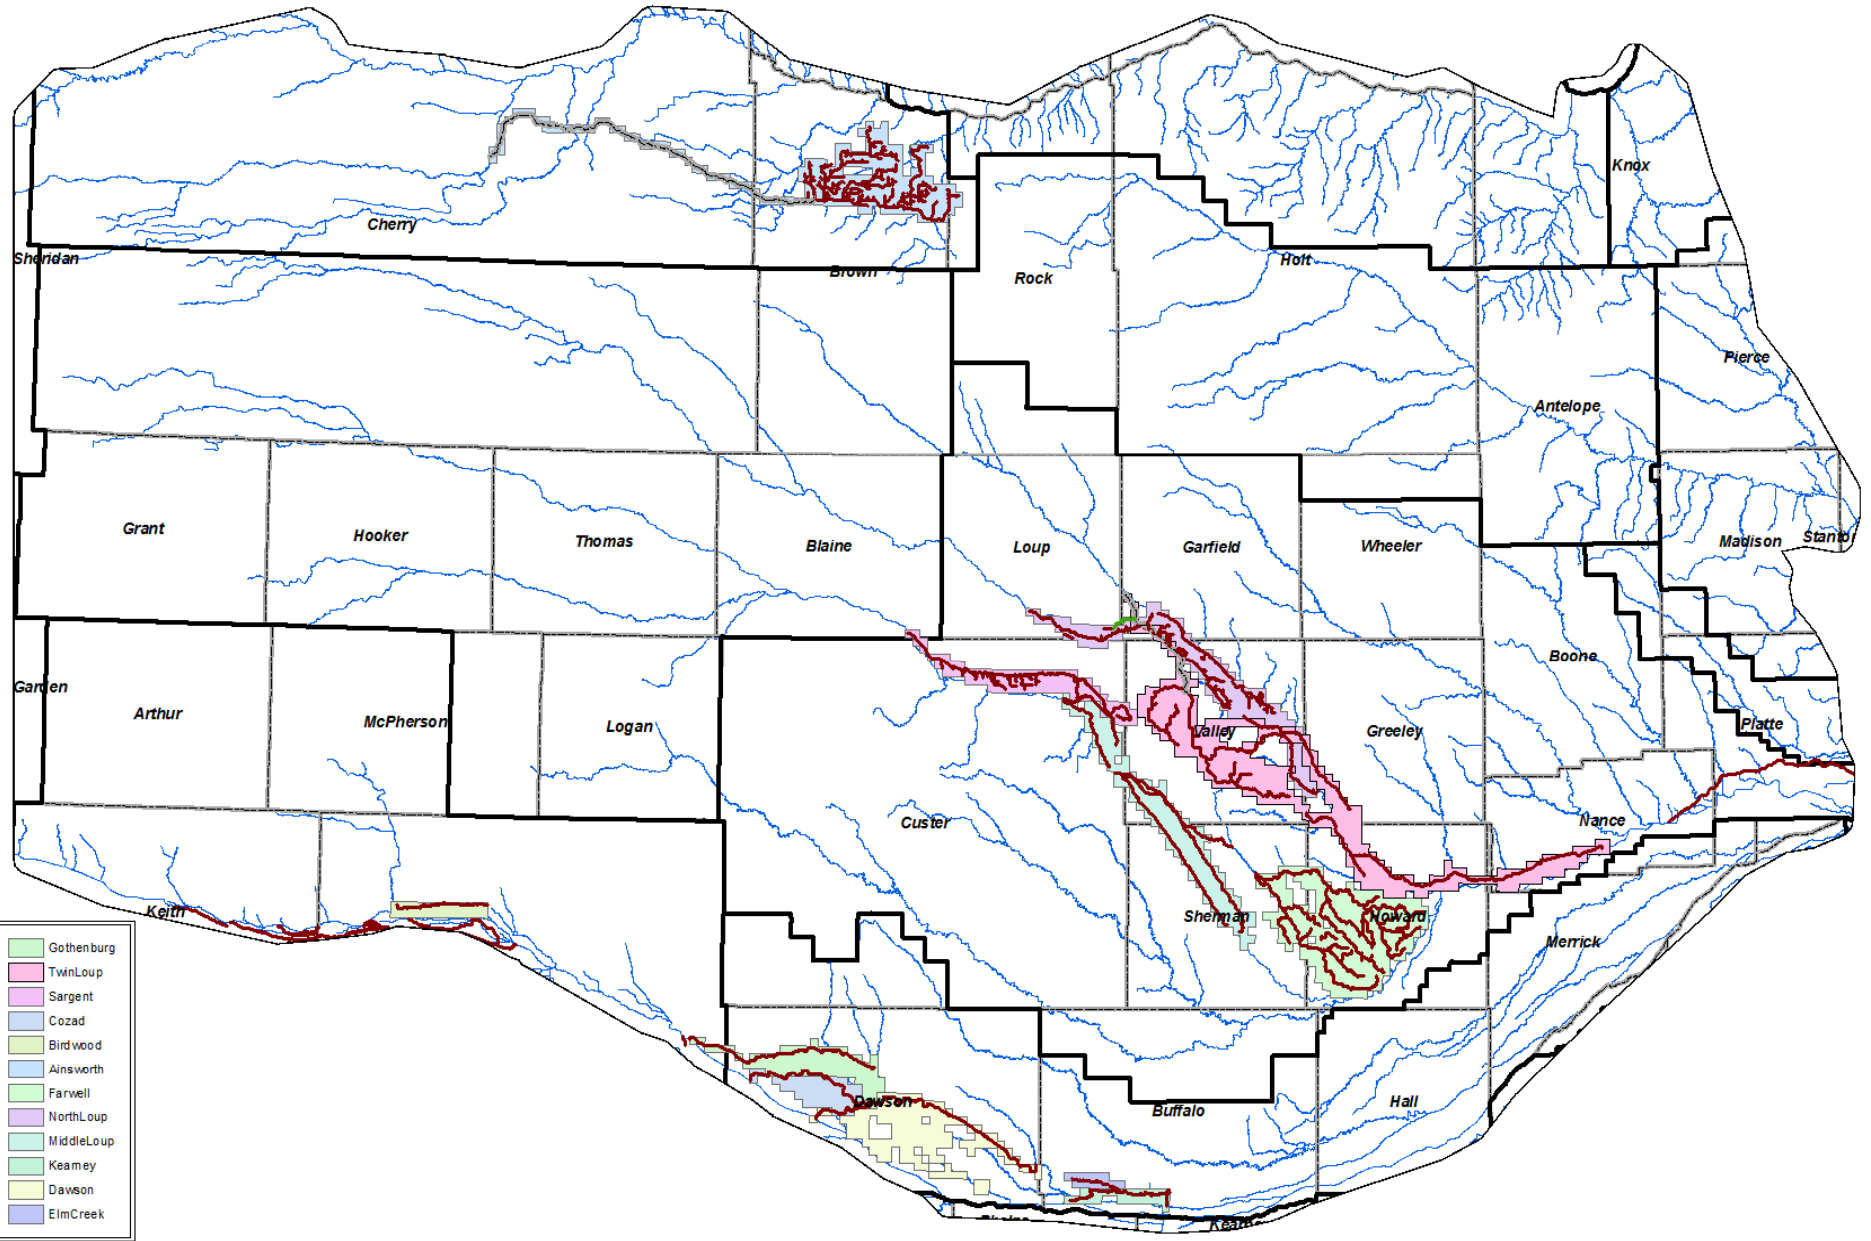 Knox
Cherry
Sheridan
Brown
Rock
Holt
Pierce
Antelope
Grant
Hooker
Thomas
Blaine
Loup
Garfield
Wheeler
Madison
Stanton
Boone
Garden
Arthur
McPherson
Logan
Valley
Greeley
Platte
Custer
Nance
Keith
Sherman
Howard
Merrick
Gothenburg
TwinLoup
Sargent
Cozad
Birdwood
Ainsworth
Farwell
NorthLoup
MiddleLoup
Kearney
Dawson
ElmCreek
Dawson
Buffalo
Hall